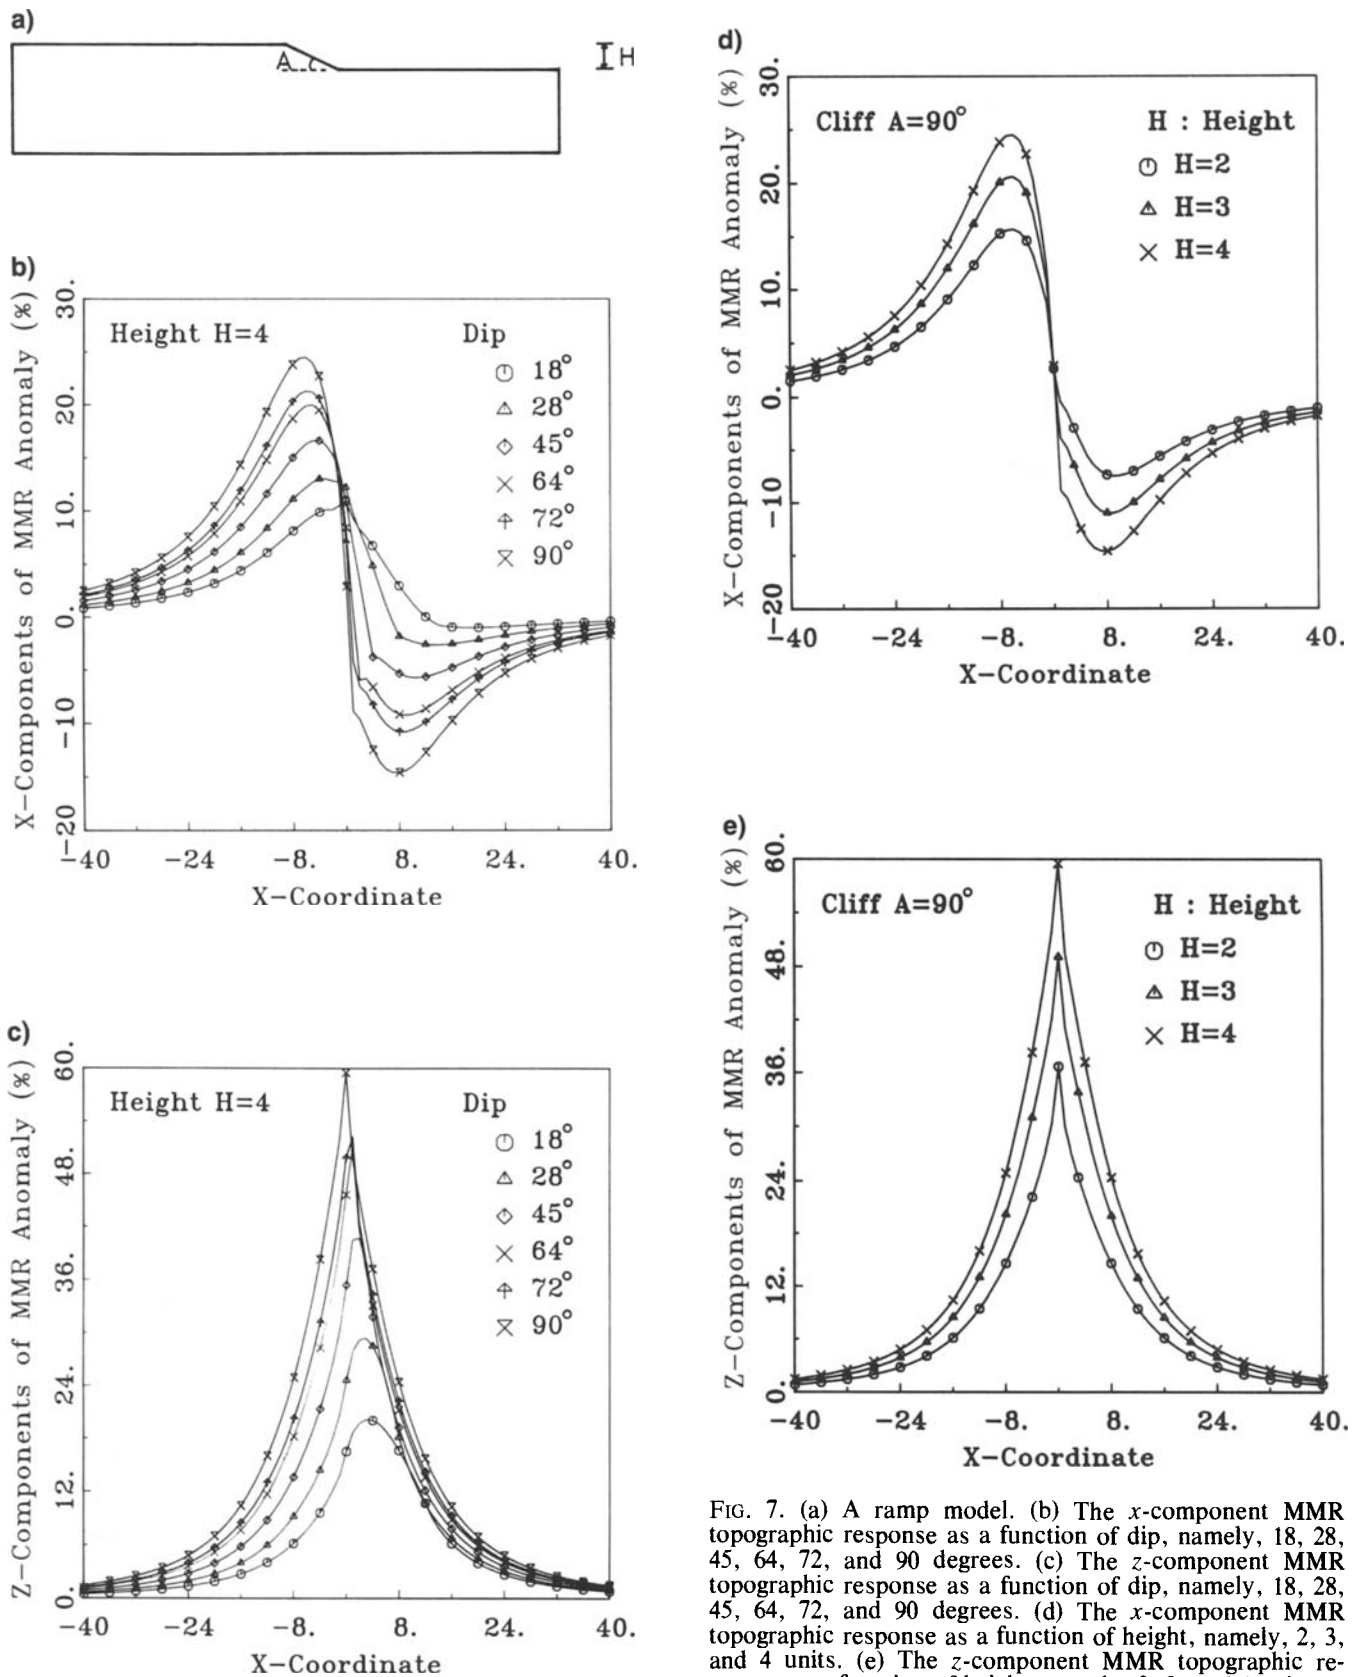 a)
A
H
b)
X-Components of MMR Anomaly (%)
30.
20.
10.
0.
-10
-20
Height H=4
Dip
18°
28°
45°
64°
72°
90°
-40 -24 -8. 8. 24. 40.
X-Coordinate
c)
Z-Components of MMR Anomaly (%)
60.
48.
36.
24.
12.
0.
Height H=4
Dip
18°
28°
45°
64°
72°
90°
-40 -24 -8. 8. 24. 40.
X-Coordinate
d)
X-Components of MMR Anomaly (%)
30.
20.
10.
0.
-10
-20
Cliff A=90°
H : Height
H=2
H=3
H=4
-40 -24 -8. 8. 24. 40.
X-Coordinate
e)
Z-Components of MMR Anomaly (%)
60.
48.
36.
24.
12.
0.
Cliff A=90°
H : Height
H=2
H=3
H=4
-40 -24 -8. 8. 24. 40.
X-Coordinate
FIG. 7. (a) A ramp model. (b) The x-component MMR
topographic response as a function of dip, namely, 18, 28,
45, 64, 72, and 90 degrees. (c) The z-component MMR
topographic response as a function of dip, namely, 18, 28,
45, 64, 72, and 90 degrees. (d) The x-component MMR
topographic response as a function of height, namely, 2, 3,
and 4 units. (e) The z-component MMR topographic re-